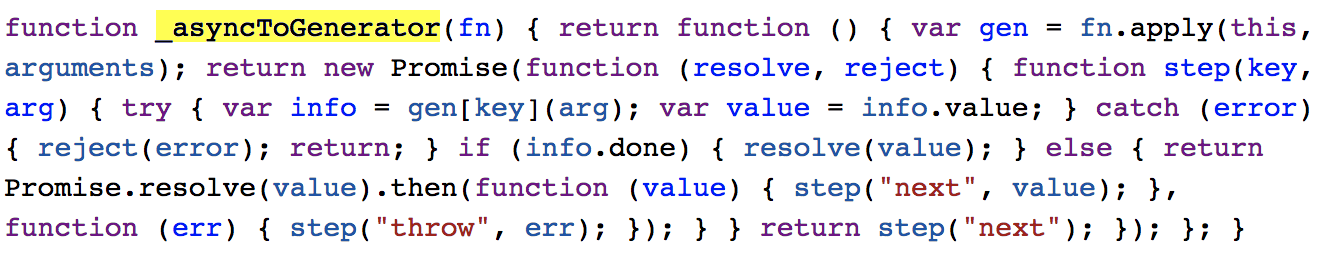 function _asyncToGenerator(fn) { return function () { var gen = fn.apply(this,
arguments); return new Promise(function (resolve, reject) { function step(key,
arg) { try { var info = gen[key](arg); var value = info.value; } catch (error)
{ reject(error); return; } if (info.done) { resolve(value); } else { return
Promise.resolve(value).then(function (value) { step("next", value); },
function (err) { step("throw", err); }); } } return step("next"); }); }; }